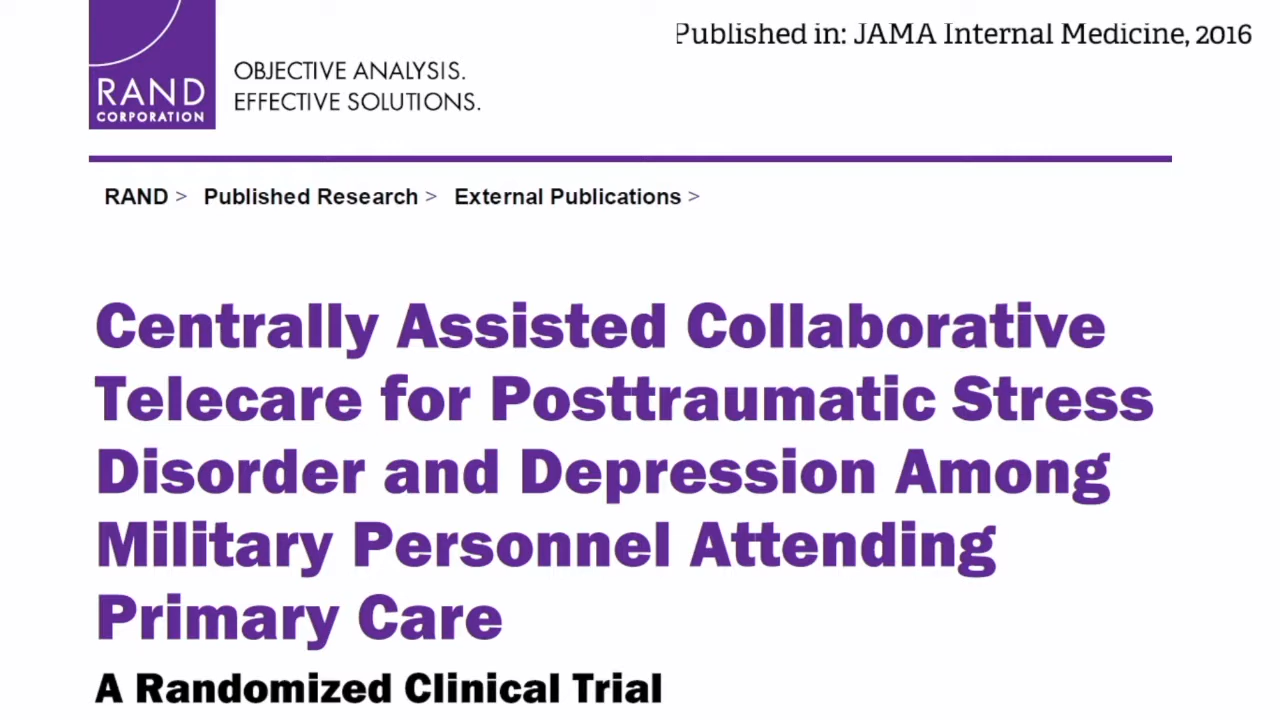 Published in: JAMA Internal Medicine, 2016
RAND
CORPORATION
OBJECTIVE ANALYSIS.
EFFECTIVE SOLUTIONS.
RAND > Published Research > External Publications >
Centrally Assisted Collaborative
Telecare for Posttraumatic Stress
Disorder and Depression Among
Military Personnel Attending
Primary Care
A Randomized Clinical Trial